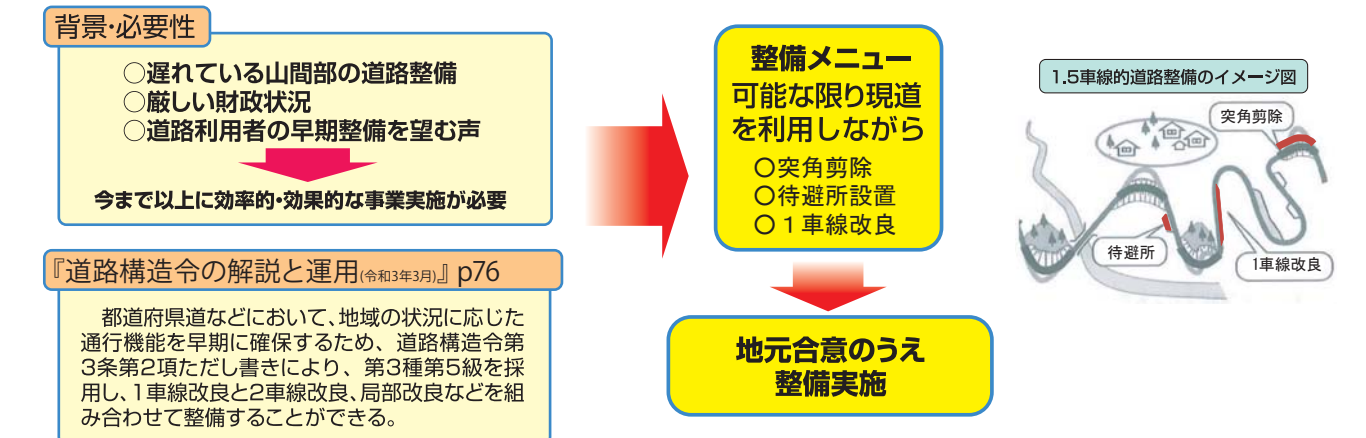 背景・必要性
○遅れている山間部の道路整備
○厳しい財政状況
○道路利用者の早期整備を望む声
今まで以上に効率的・効果的な事業実施が必要
『道路構造令の解説と運用(令和3年3月)』 p76
都道府県道などにおいて、地域の状況に応じた
通行機能を早期に確保するため、道路構造令第
3条第2項ただし書きにより、第3種第5級を採
用し、1車線改良と2車線改良、局部改良などを組
み合わせて整備することができる。
整備メニュー
可能な限り現道
を利用しながら
○突角剪除
○待避所設置
○１車線改良
地元合意のうえ
整備実施
1.5車線的道路整備のイメージ図
突角剪除
待避所
1車線改良